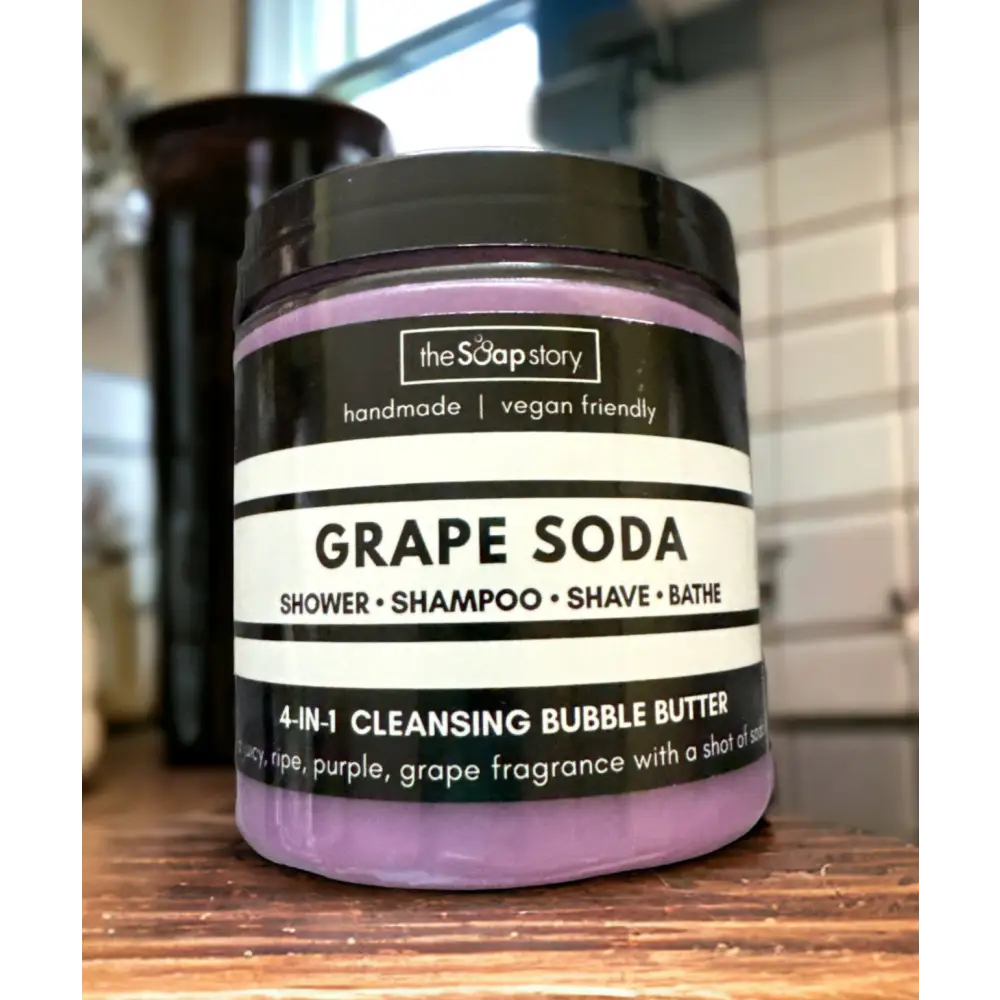 the Soap story
handmade | vegan friendly
GRAPE SODA
SHOWER • SHAMPOO • SHAVE • BATHE
4-IN-1 CLEANSING BUBBLE BUTTER
ripe, purple, grape fragrance with a shot of